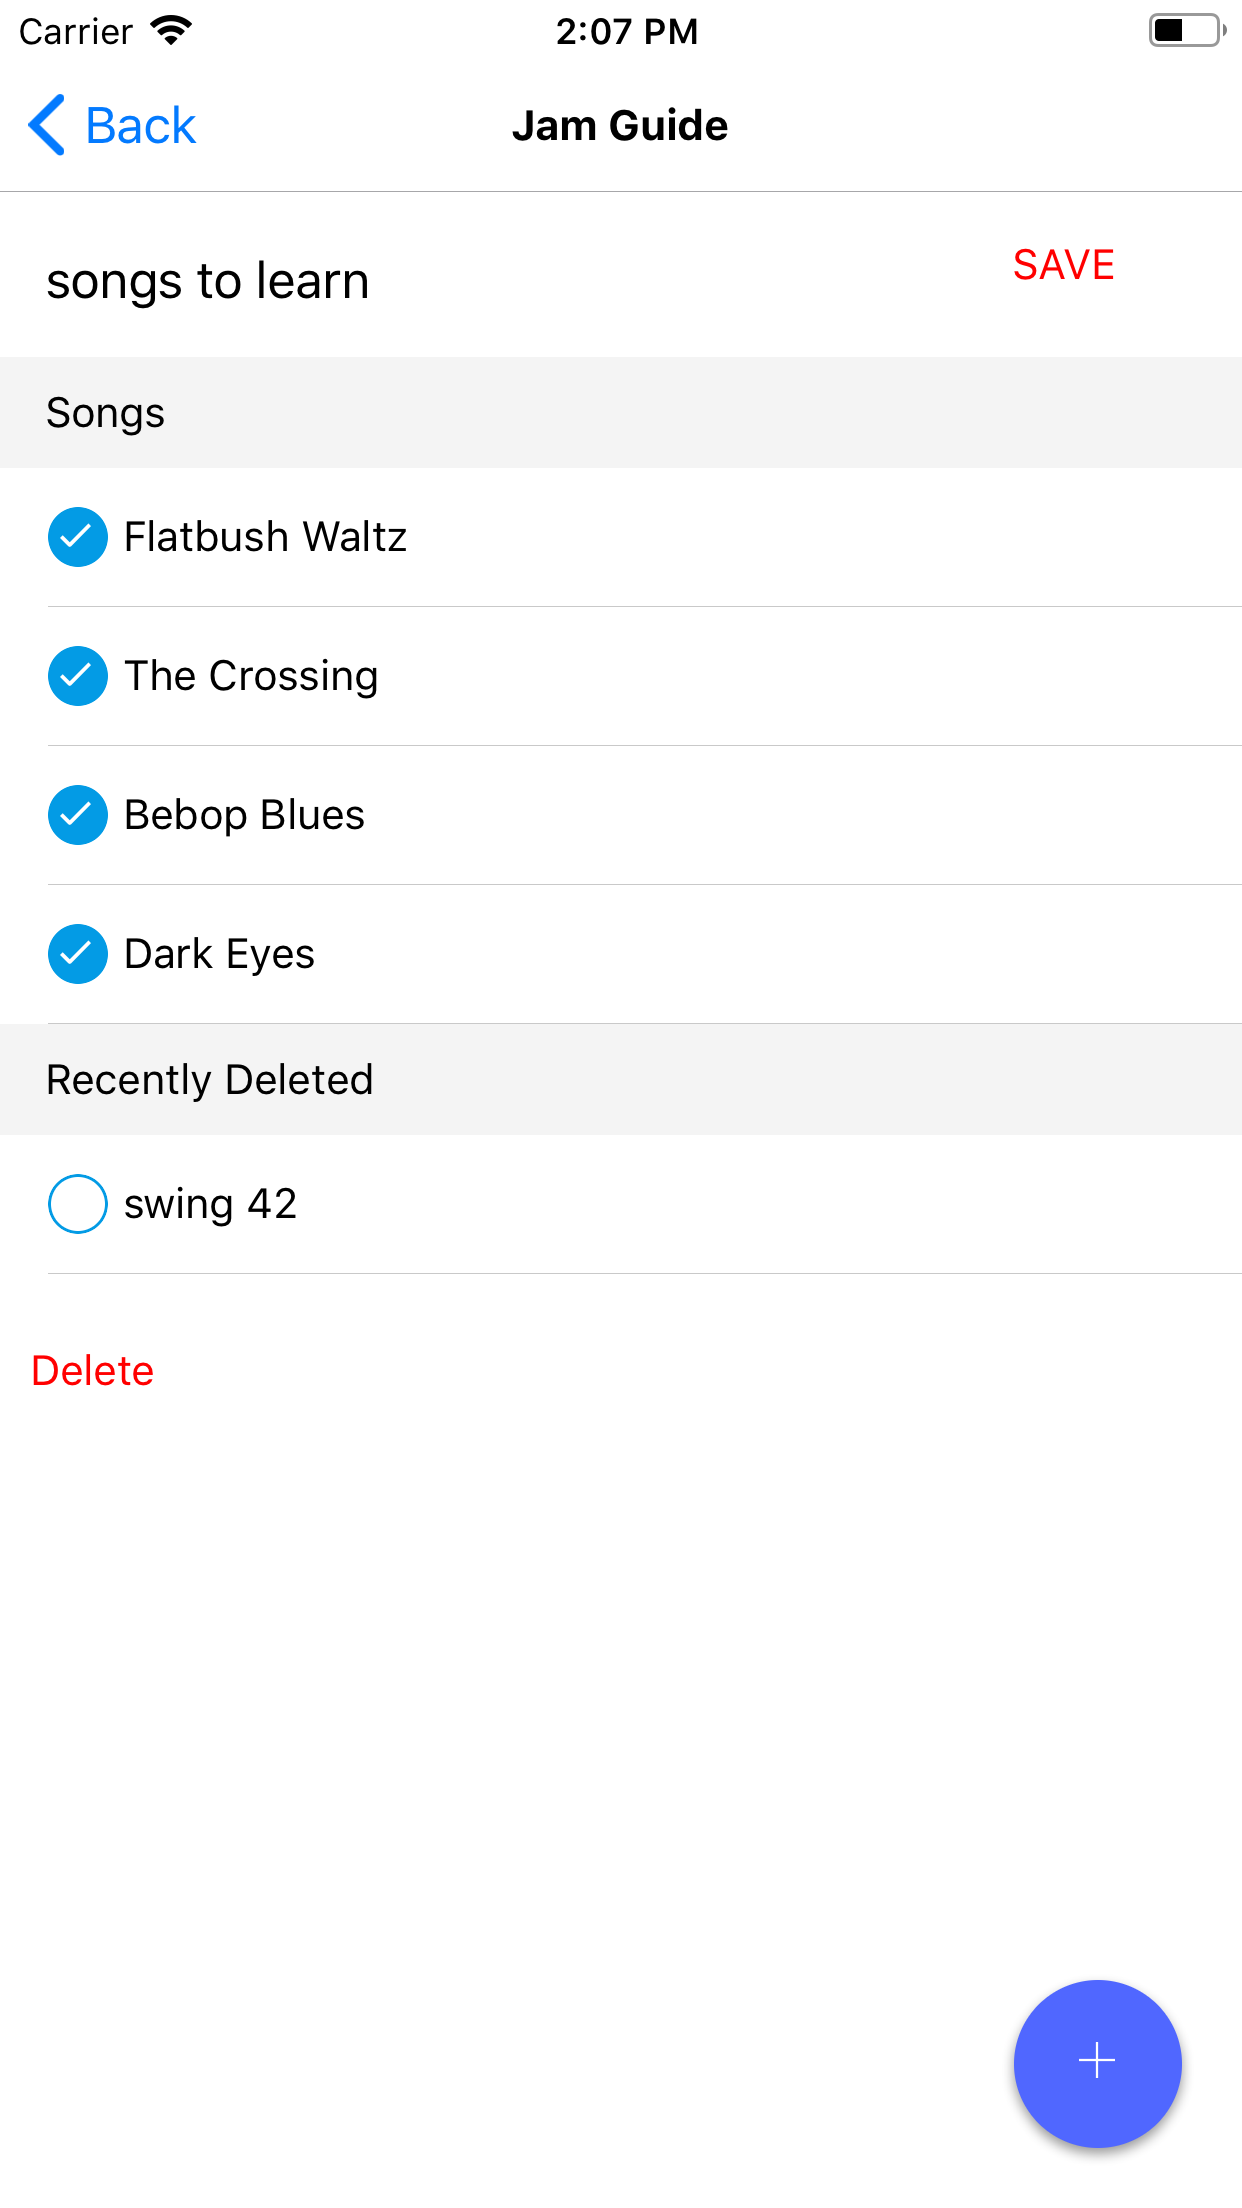 Carrier 2:07 PM
Back Jam Guide
songs to learn SAVE
Songs
Flatbush Waltz
The Crossing
Bebop Blues
Dark Eyes
Recently Deleted
swing 42
Delete